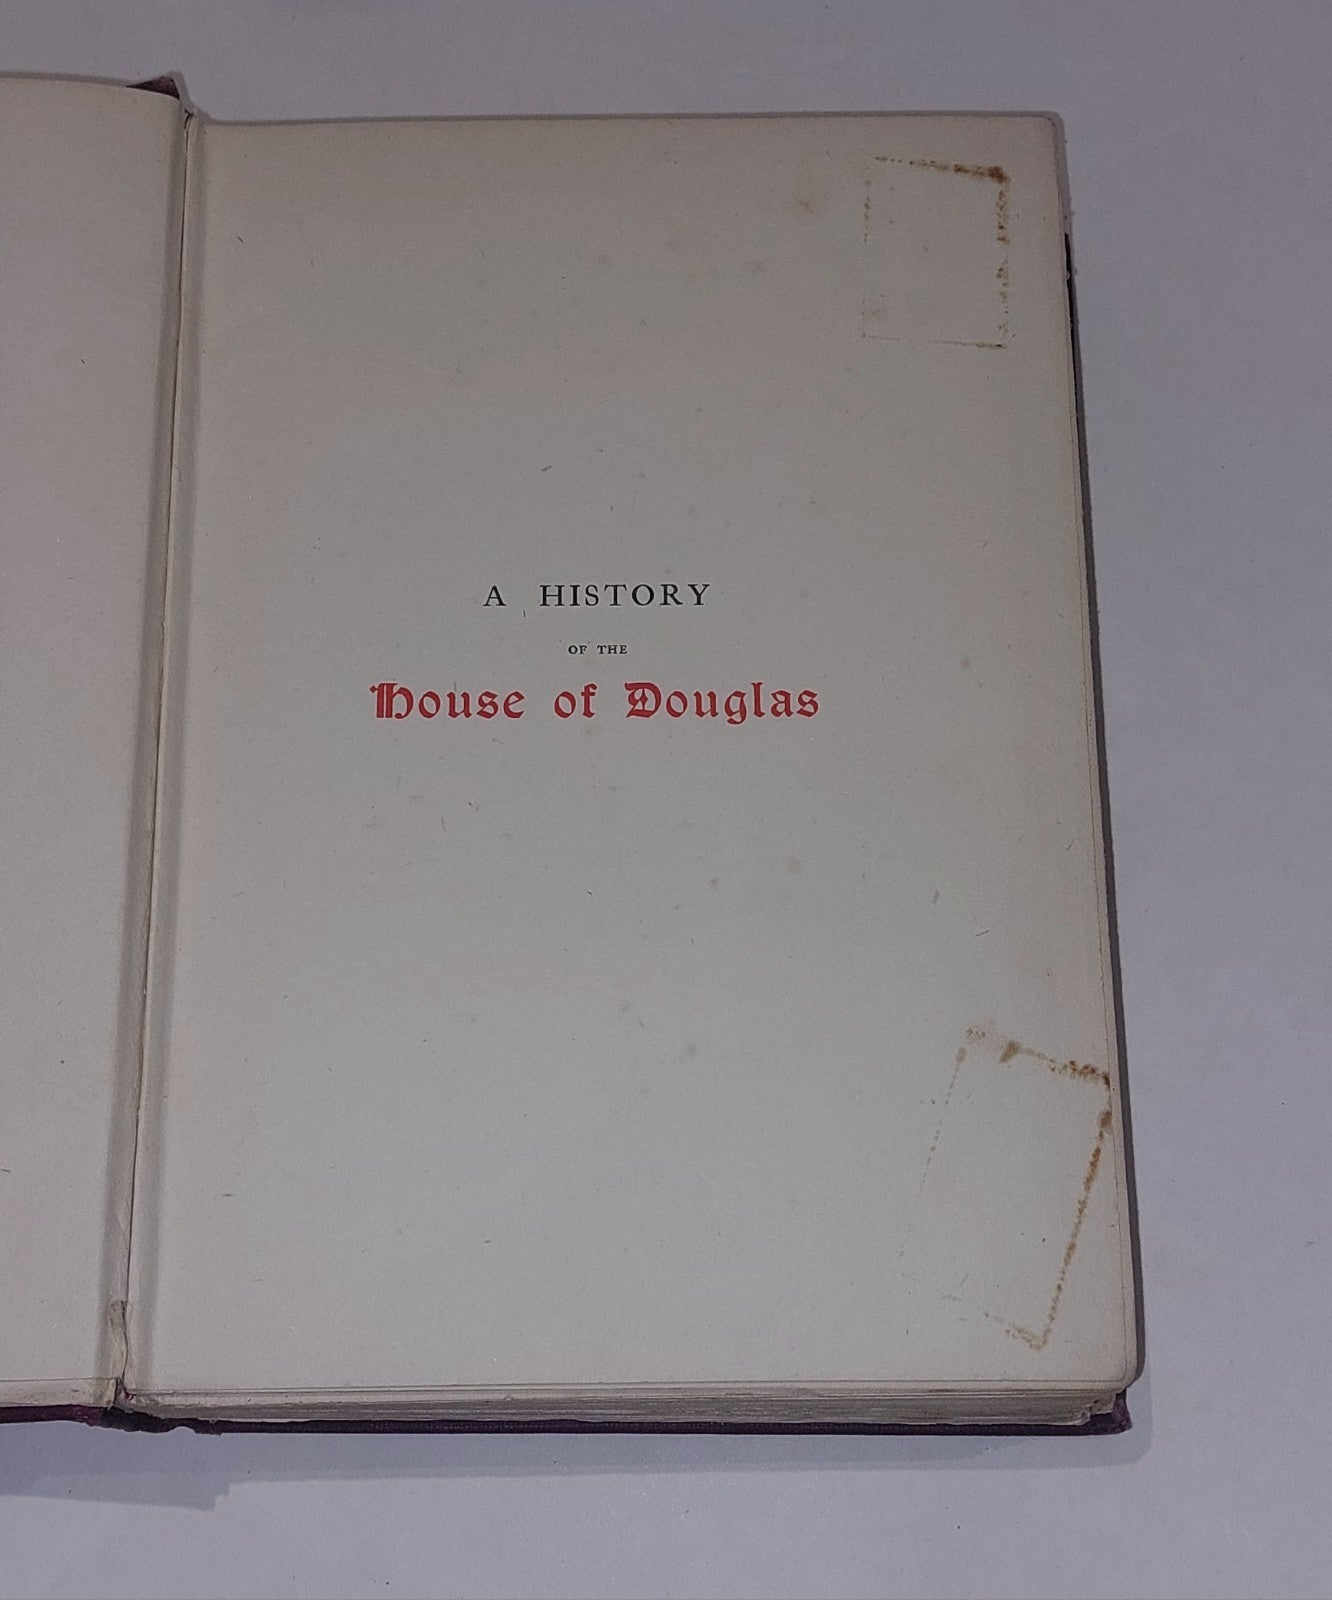 A HISTORY
OF THE
House of Douglas